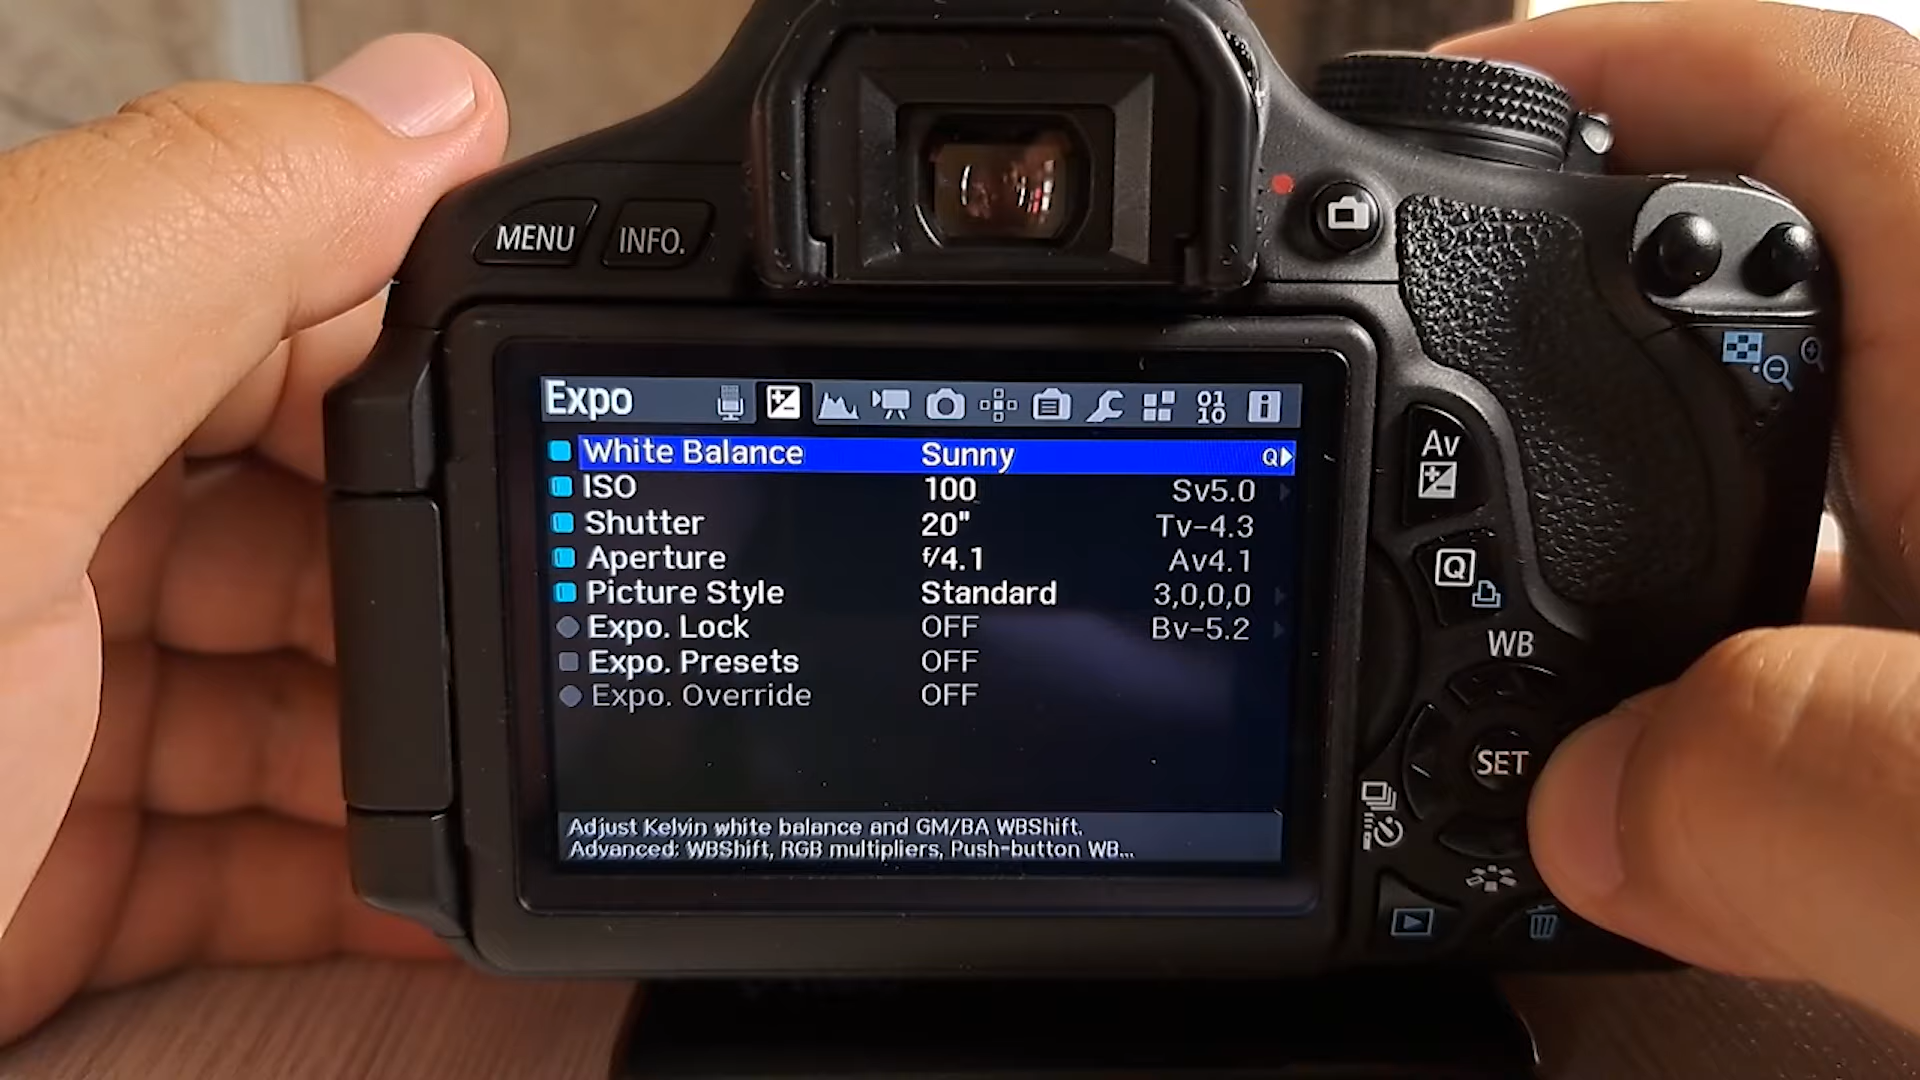 MENU INFO.
Expo 01 10
White Balance Sunny Q
ISO 100 Sv5.0
Shutter 20" Tv-4.3
Aperture f/4.1 Av4.1
Picture Style Standard 3,0,0,0
Expo. Lock OFF Bv-5.2
Expo. Presets OFF
Expo. Override OFF
Adjust Kelvin white balance and GM/BA WBShift.
Advanced: WBShift, RGB multipliers, Push-button WB...
Av
Q
WB
SET